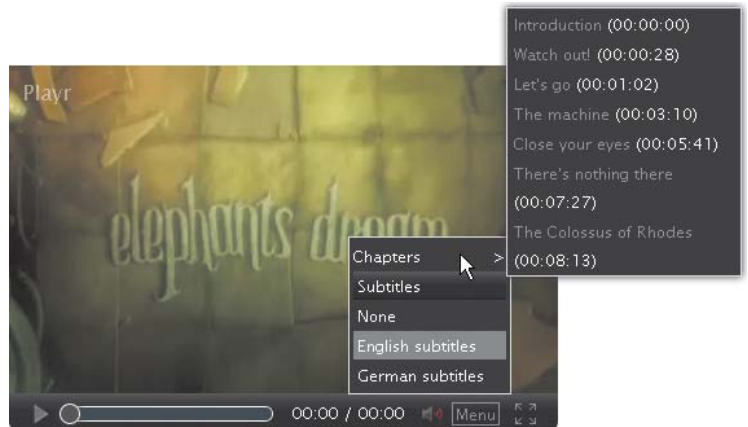 Introduction (00:00:00)
Watch out! (00:00:28)
Let's go (00:01:02)
The machine (00:03:10)
Close your eyes (00:05:41)
There's nothing there
(00:07:27)
The Colossus of Rhodes
(00:08:13)
Playr
elephants dream
Chapters >
Subtitles
None
English subtitles
German subtitles
00:00 / 00:00 Menu